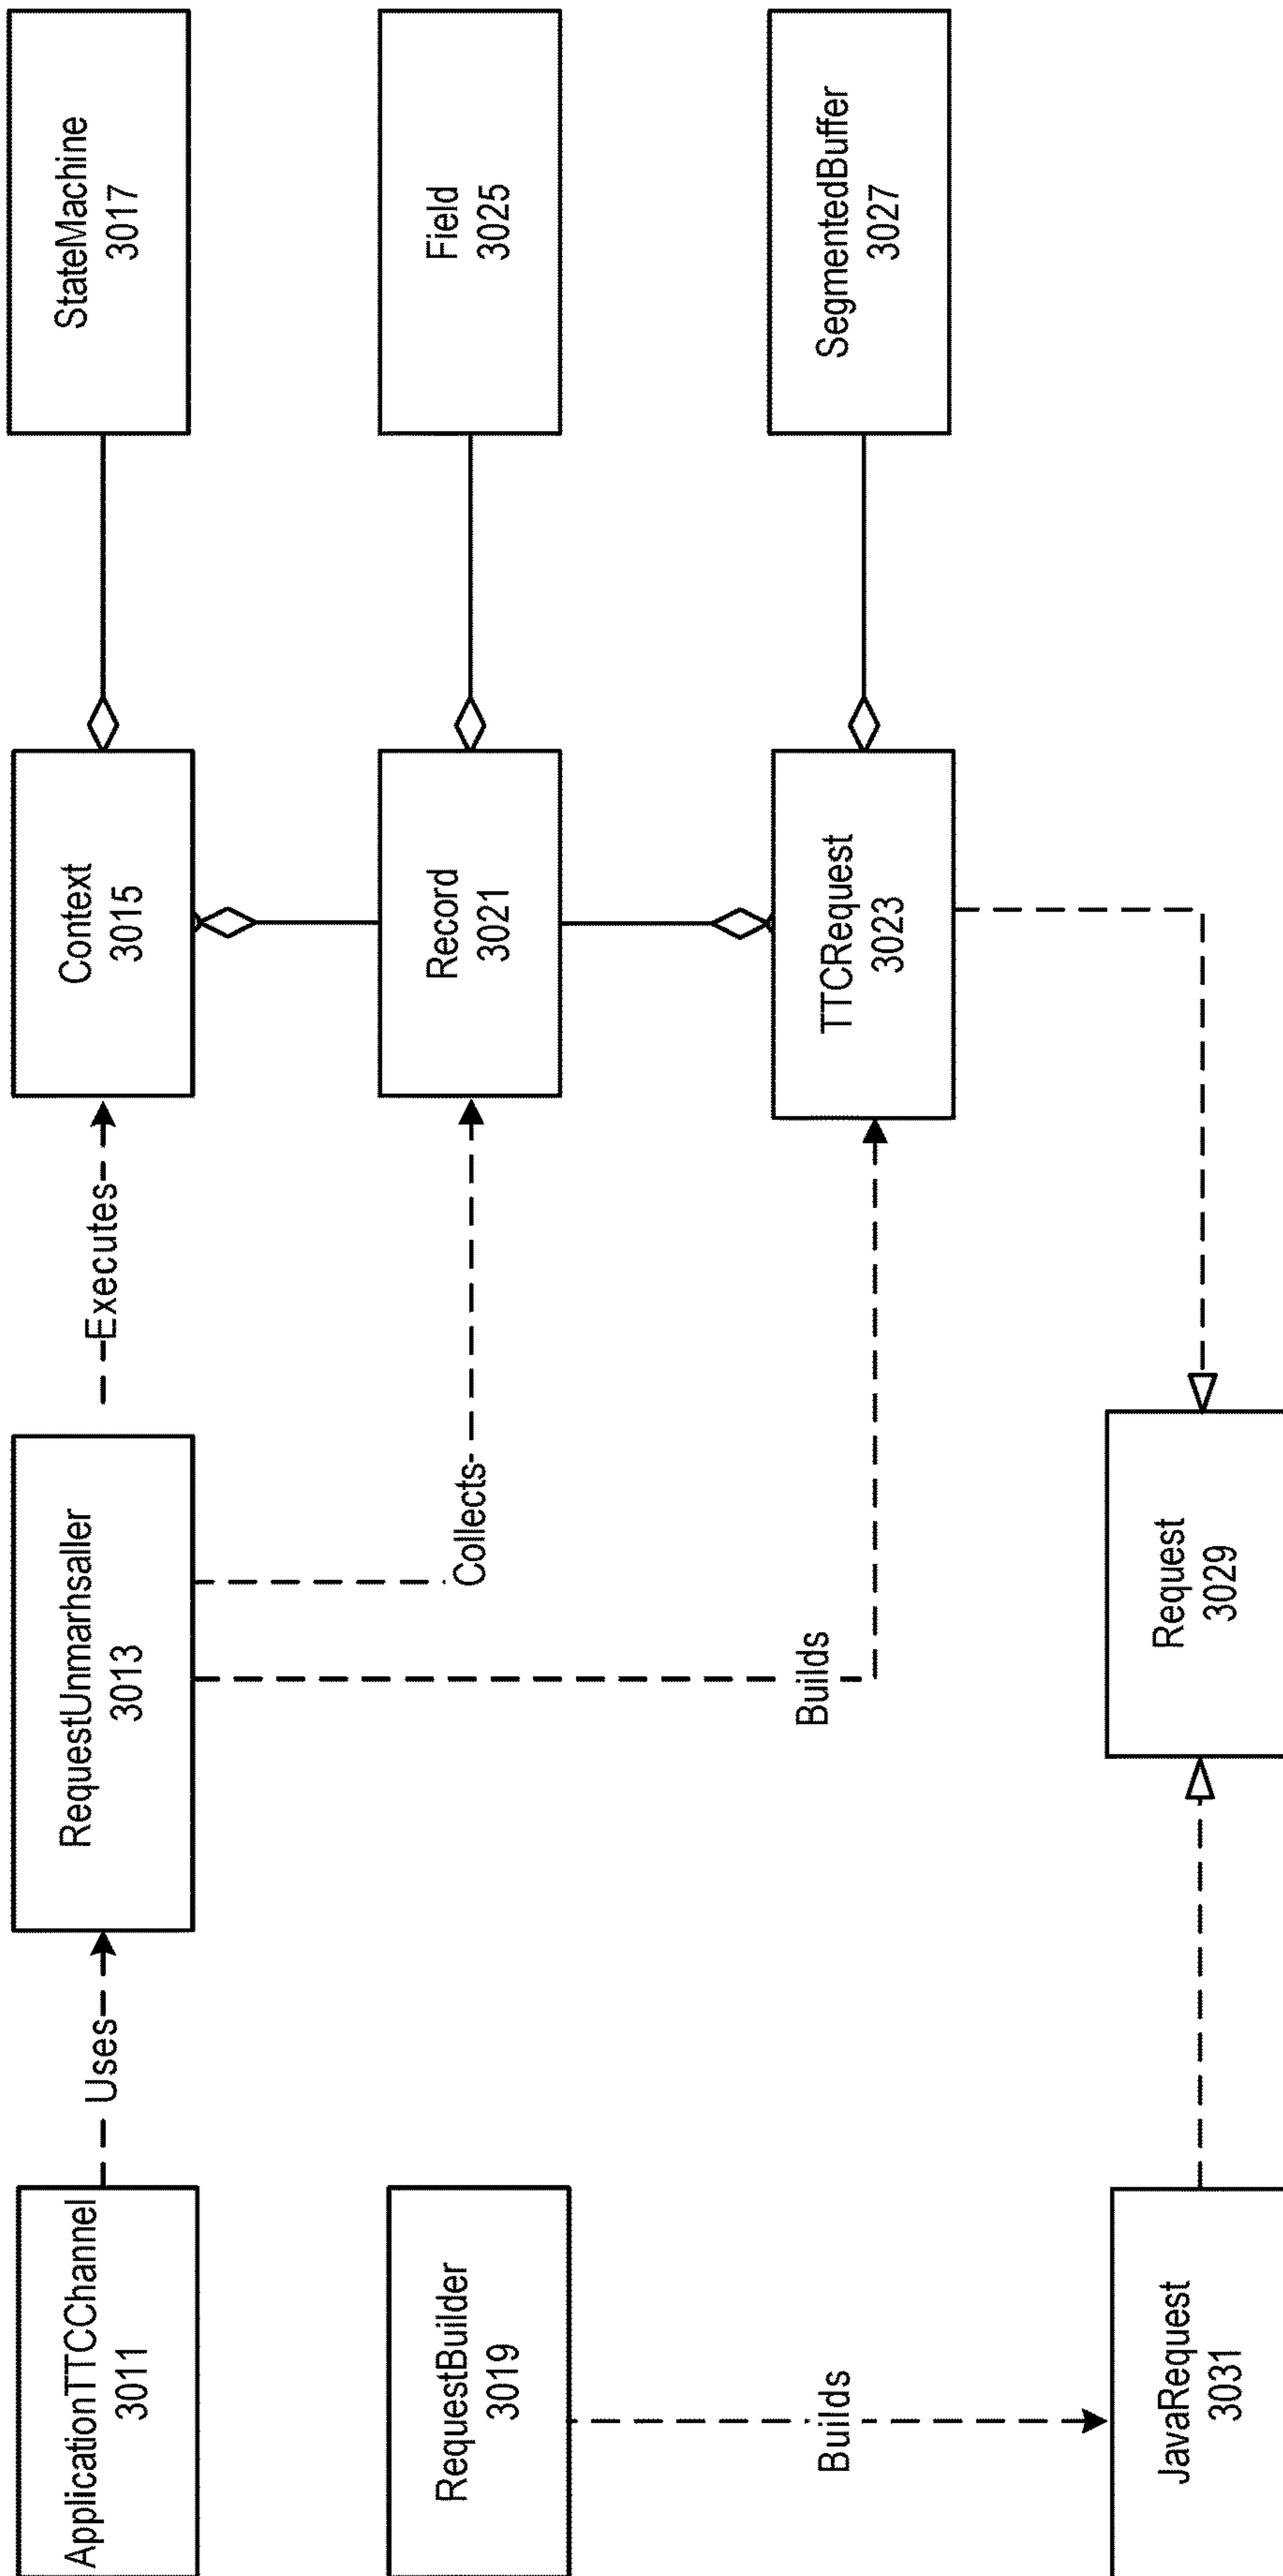 ApplicationTTCChannel
3011
Uses
RequestUnmarhsaller
3013
Executes
Context
3015
StateMachine
3017
RequestBuilder
3019
Collects
Record
3021
Field
3025
Builds
Builds
TTCRequest
3023
SegmentedBuffer
3027
JavaRequest
3031
Request
3029